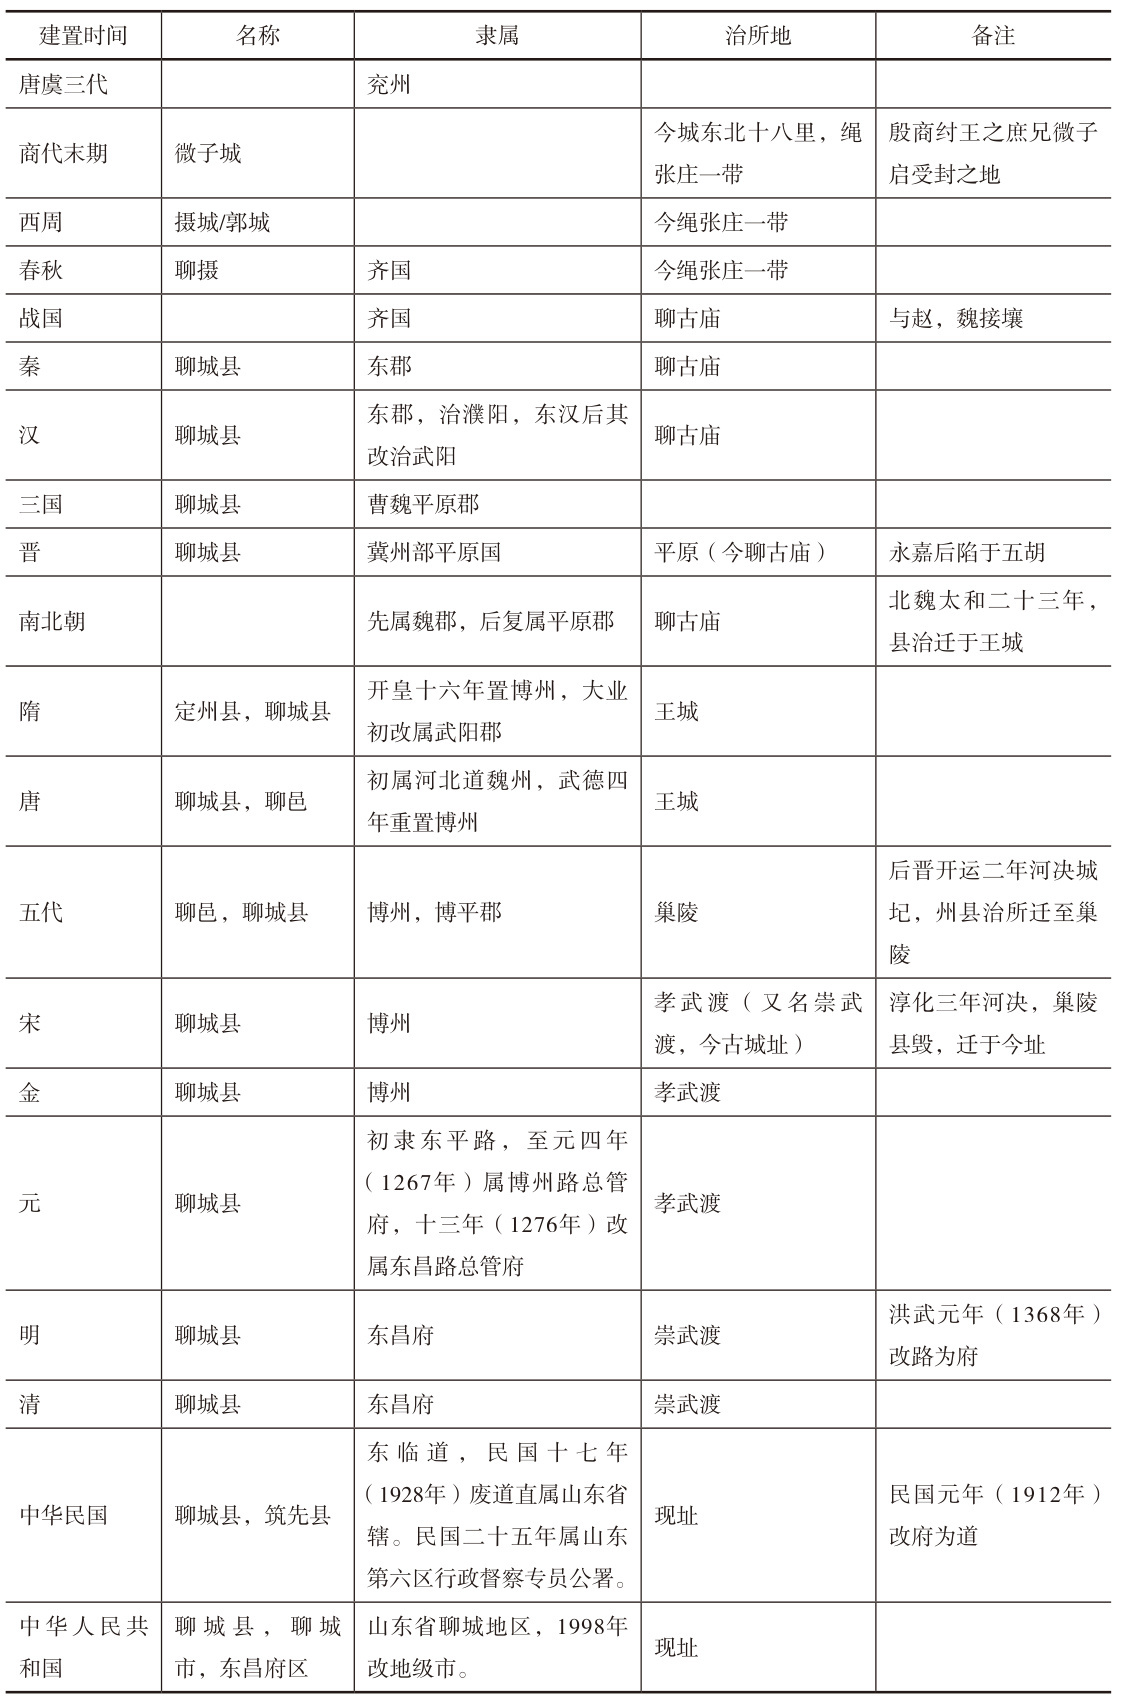 建置时间 名称 隶属 治所地 备注
唐虞三代 兖州
商代末期 微子城 今城东北十八里，绳
张庄一带 殷商纣王之庶兄微子
启受封之地
西周 摄城/郭城 今绳张庄一带
春秋 聊摄 齐国 今绳张庄一带
战国 齐国 聊古庙 与赵，魏接壤
秦 聊城县 东郡 聊古庙
汉 聊城县 东郡，治濮阳，东汉后其
改治武阳 聊古庙
三国 聊城县 曹魏平原郡
晋 聊城县 冀州部平原国 平原（今聊古庙） 永嘉后陷于五胡
南北朝 先属魏郡，后复属平原郡 聊古庙 北魏太和二十三年，
县治迁于王城
隋 定州县，聊城县 开皇十六年置博州，大业
初改属武阳郡 王城
唐 聊城县，聊邑 初属河北道魏州，武德四
年重置博州 王城
五代 聊邑，聊城县 博州，博平郡 巢陵 后晋开运二年河决城
圮，州县治所迁至巢
陵
宋 聊城县 博州 孝武渡（又名崇武
渡，今古城址） 淳化三年河决，巢陵
县毁，迁于今址
金 聊城县 博州 孝武渡
元 聊城县 初隶东平路，至元四年
（1267年）属博州路总管
府，十三年（1276年）改
属东昌路总管府 孝武渡
明 聊城县 东昌府 崇武渡 洪武元年（1368年）
改路为府
清 聊城县 东昌府 崇武渡
中华民国 聊城县，筑先县 东临道，民国十七年
（1928年）废道直属山东省
辖。民国二十五年属山东
第六区行政督察专员公署。 现址 民国元年（1912年）
改府为道
中华人民共
和国 聊城县，聊城
市，东昌府区 山东省聊城地区，1998年
改地级市。 现址